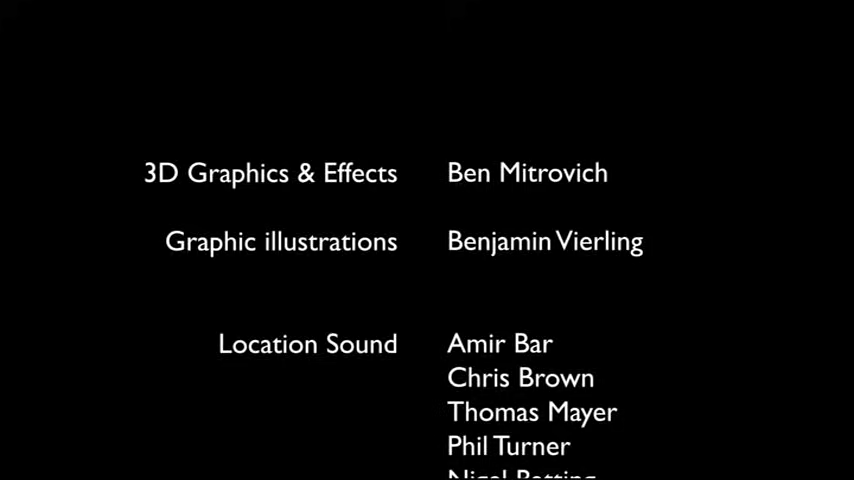 3D Graphics & Effects Ben Mitrovich
Graphic illustrations Benjamin Vierling
Location Sound Amir Bar
Chris Brown
Thomas Mayer
Phil Turner